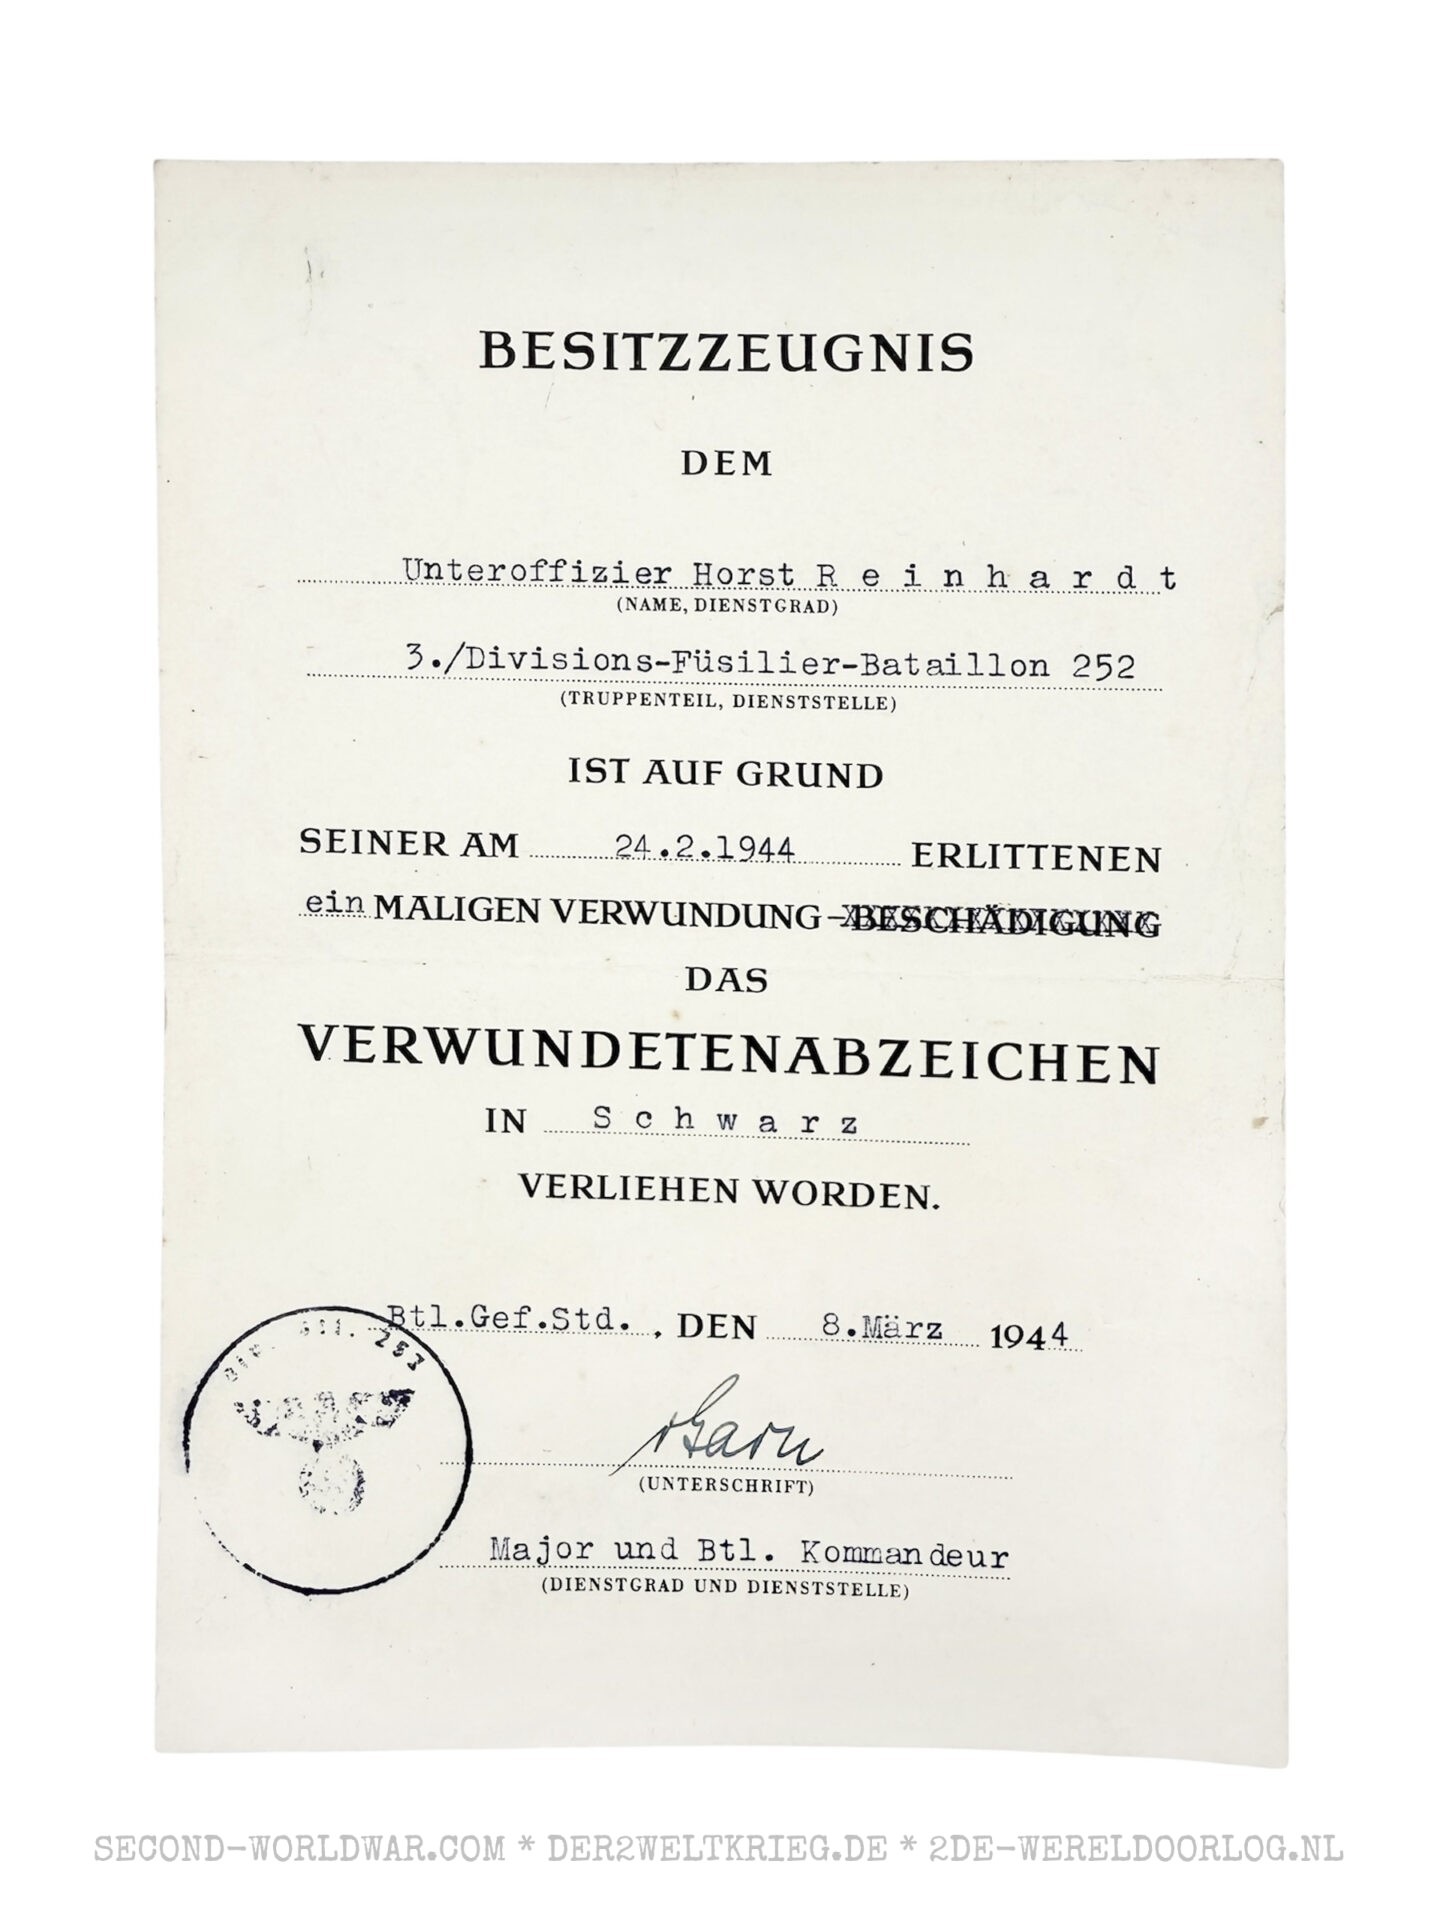 BESITZZEUGNIS
DEM
Unteroffizier Horst R e i n h a r d t
(NAME, DIENSTGRAD)
3./Divisions-Füsilier-Bataillon 252
(TRUPPENTEIL, DIENSTSTELLE)
IST AUF GRUND
SEINER AM 24.2.1944 ERLITTENEN
ein MALIGEN VERWUNDUNG - BESCHÄDIGUNG
DAS
VERWUNDETENABZEICHEN
IN S c h w a r z
VERLIEHEN WORDEN.
Btl.Gef.Std. , DEN 8.März 1944
(UNTERSCHRIFT)
Major und Btl. Kommandeur
(DIENSTGRAD UND DIENSTSTELLE)
SECOND-WORLDWAR.COM * DER2WELTKRIEG.DE * 2DE-WERELDOORLOG.NL